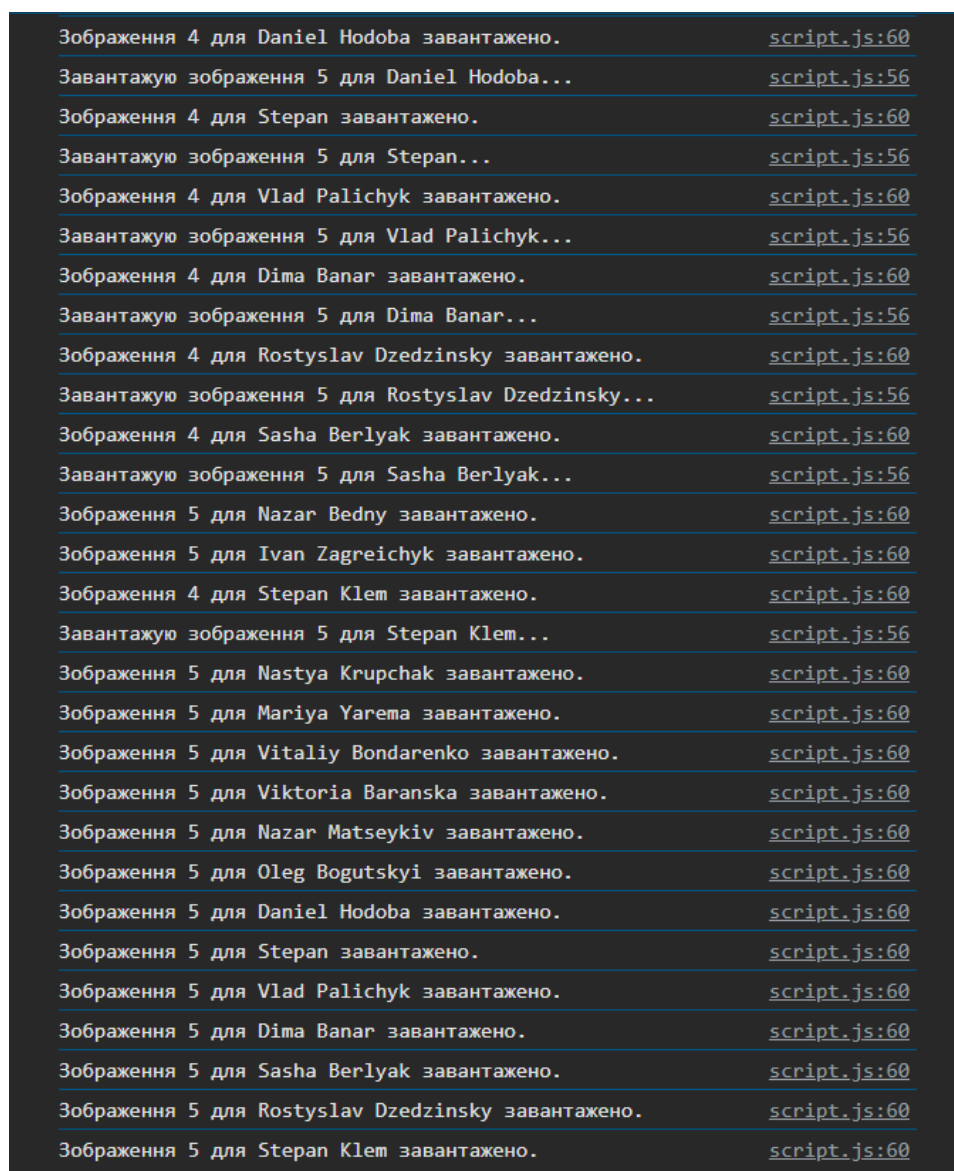 Зображення 4 для Daniel Hodoba завантажено. script.js:60
Завантажую зображення 5 для Daniel Hodoba... script.js:56
Зображення 4 для Stepan завантажено. script.js:60
Завантажую зображення 5 для Stepan... script.js:56
Зображення 4 для Vlad Palichyk завантажено. script.js:60
Завантажую зображення 5 для Vlad Palichyk... script.js:56
Зображення 4 для Dima Banar завантажено. script.js:60
Завантажую зображення 5 для Dima Banar... script.js:56
Зображення 4 для Rostyslav Dzedzinsky завантажено. script.js:60
Завантажую зображення 5 для Rostyslav Dzedzinsky... script.js:56
Зображення 4 для Sasha Berlyak завантажено. script.js:60
Завантажую зображення 5 для Sasha Berlyak... script.js:56
Зображення 5 для Nazar Bedny завантажено. script.js:60
Зображення 5 для Ivan Zagreichyk завантажено. script.js:60
Зображення 4 для Stepan Klem завантажено. script.js:60
Завантажую зображення 5 для Stepan Klem... script.js:56
Зображення 5 для Nastya Krupchak завантажено. script.js:60
Зображення 5 для Mariya Yarema завантажено. script.js:60
Зображення 5 для Vitaliy Bondarenko завантажено. script.js:60
Зображення 5 для Viktoria Baranska завантажено. script.js:60
Зображення 5 для Nazar Matseykiv завантажено. script.js:60
Зображення 5 для Oleg Bogutskyi завантажено. script.js:60
Зображення 5 для Daniel Hodoba завантажено. script.js:60
Зображення 5 для Stepan завантажено. script.js:60
Зображення 5 для Vlad Palichyk завантажено. script.js:60
Зображення 5 для Dima Banar завантажено. script.js:60
Зображення 5 для Sasha Berlyak завантажено. script.js:60
Зображення 5 для Rostyslav Dzedzinsky завантажено. script.js:60
Зображення 5 для Stepan Klem завантажено. script.js:60